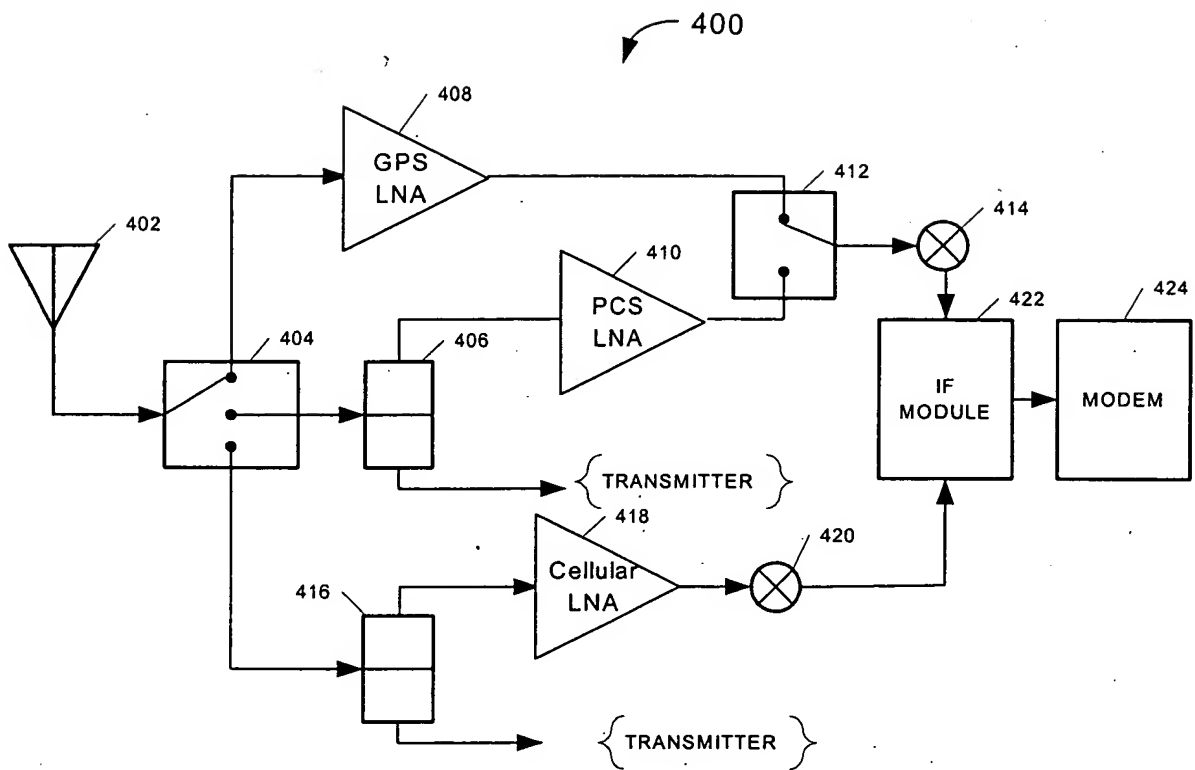 400
408
GPS
LNA
412
402
414
410
PCS
LNA
422
424
404
406
IF
MODULE
MODEM
{TRANSMITTER}
418
420
Cellular
LNA
416
{TRANSMITTER}